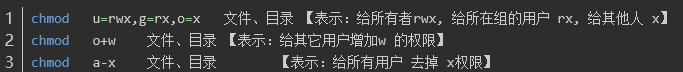 1 chmod u=rwx,g=rx,o=x 文件、目录 【表示：给所有者rwx, 给所在组的用户 rx, 给其他人 x】
2 chmod o+w 文件、目录 【表示：给其它用户增加w 的权限】
3 chmod a-x 文件、目录 【表示：给所有用户 去掉 x权限】